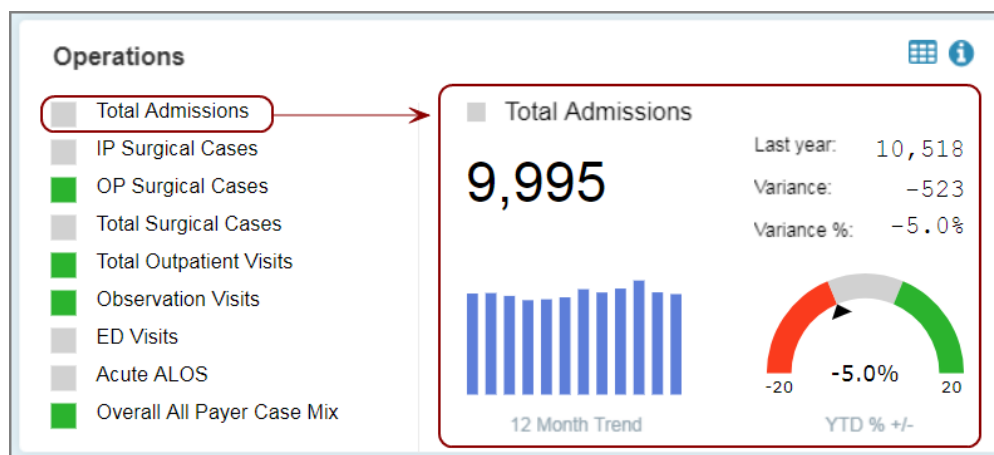 Operations
Total Admissions
IP Surgical Cases
OP Surgical Cases
Total Surgical Cases
Total Outpatient Visits
Observation Visits
ED Visits
Acute ALOS
Overall All Payer Case Mix
Total Admissions
9,995
Last year: 10,518
Variance: -523
Variance %: -5.0%
12 Month Trend
-5.0%
-20 20
YTD % +/-